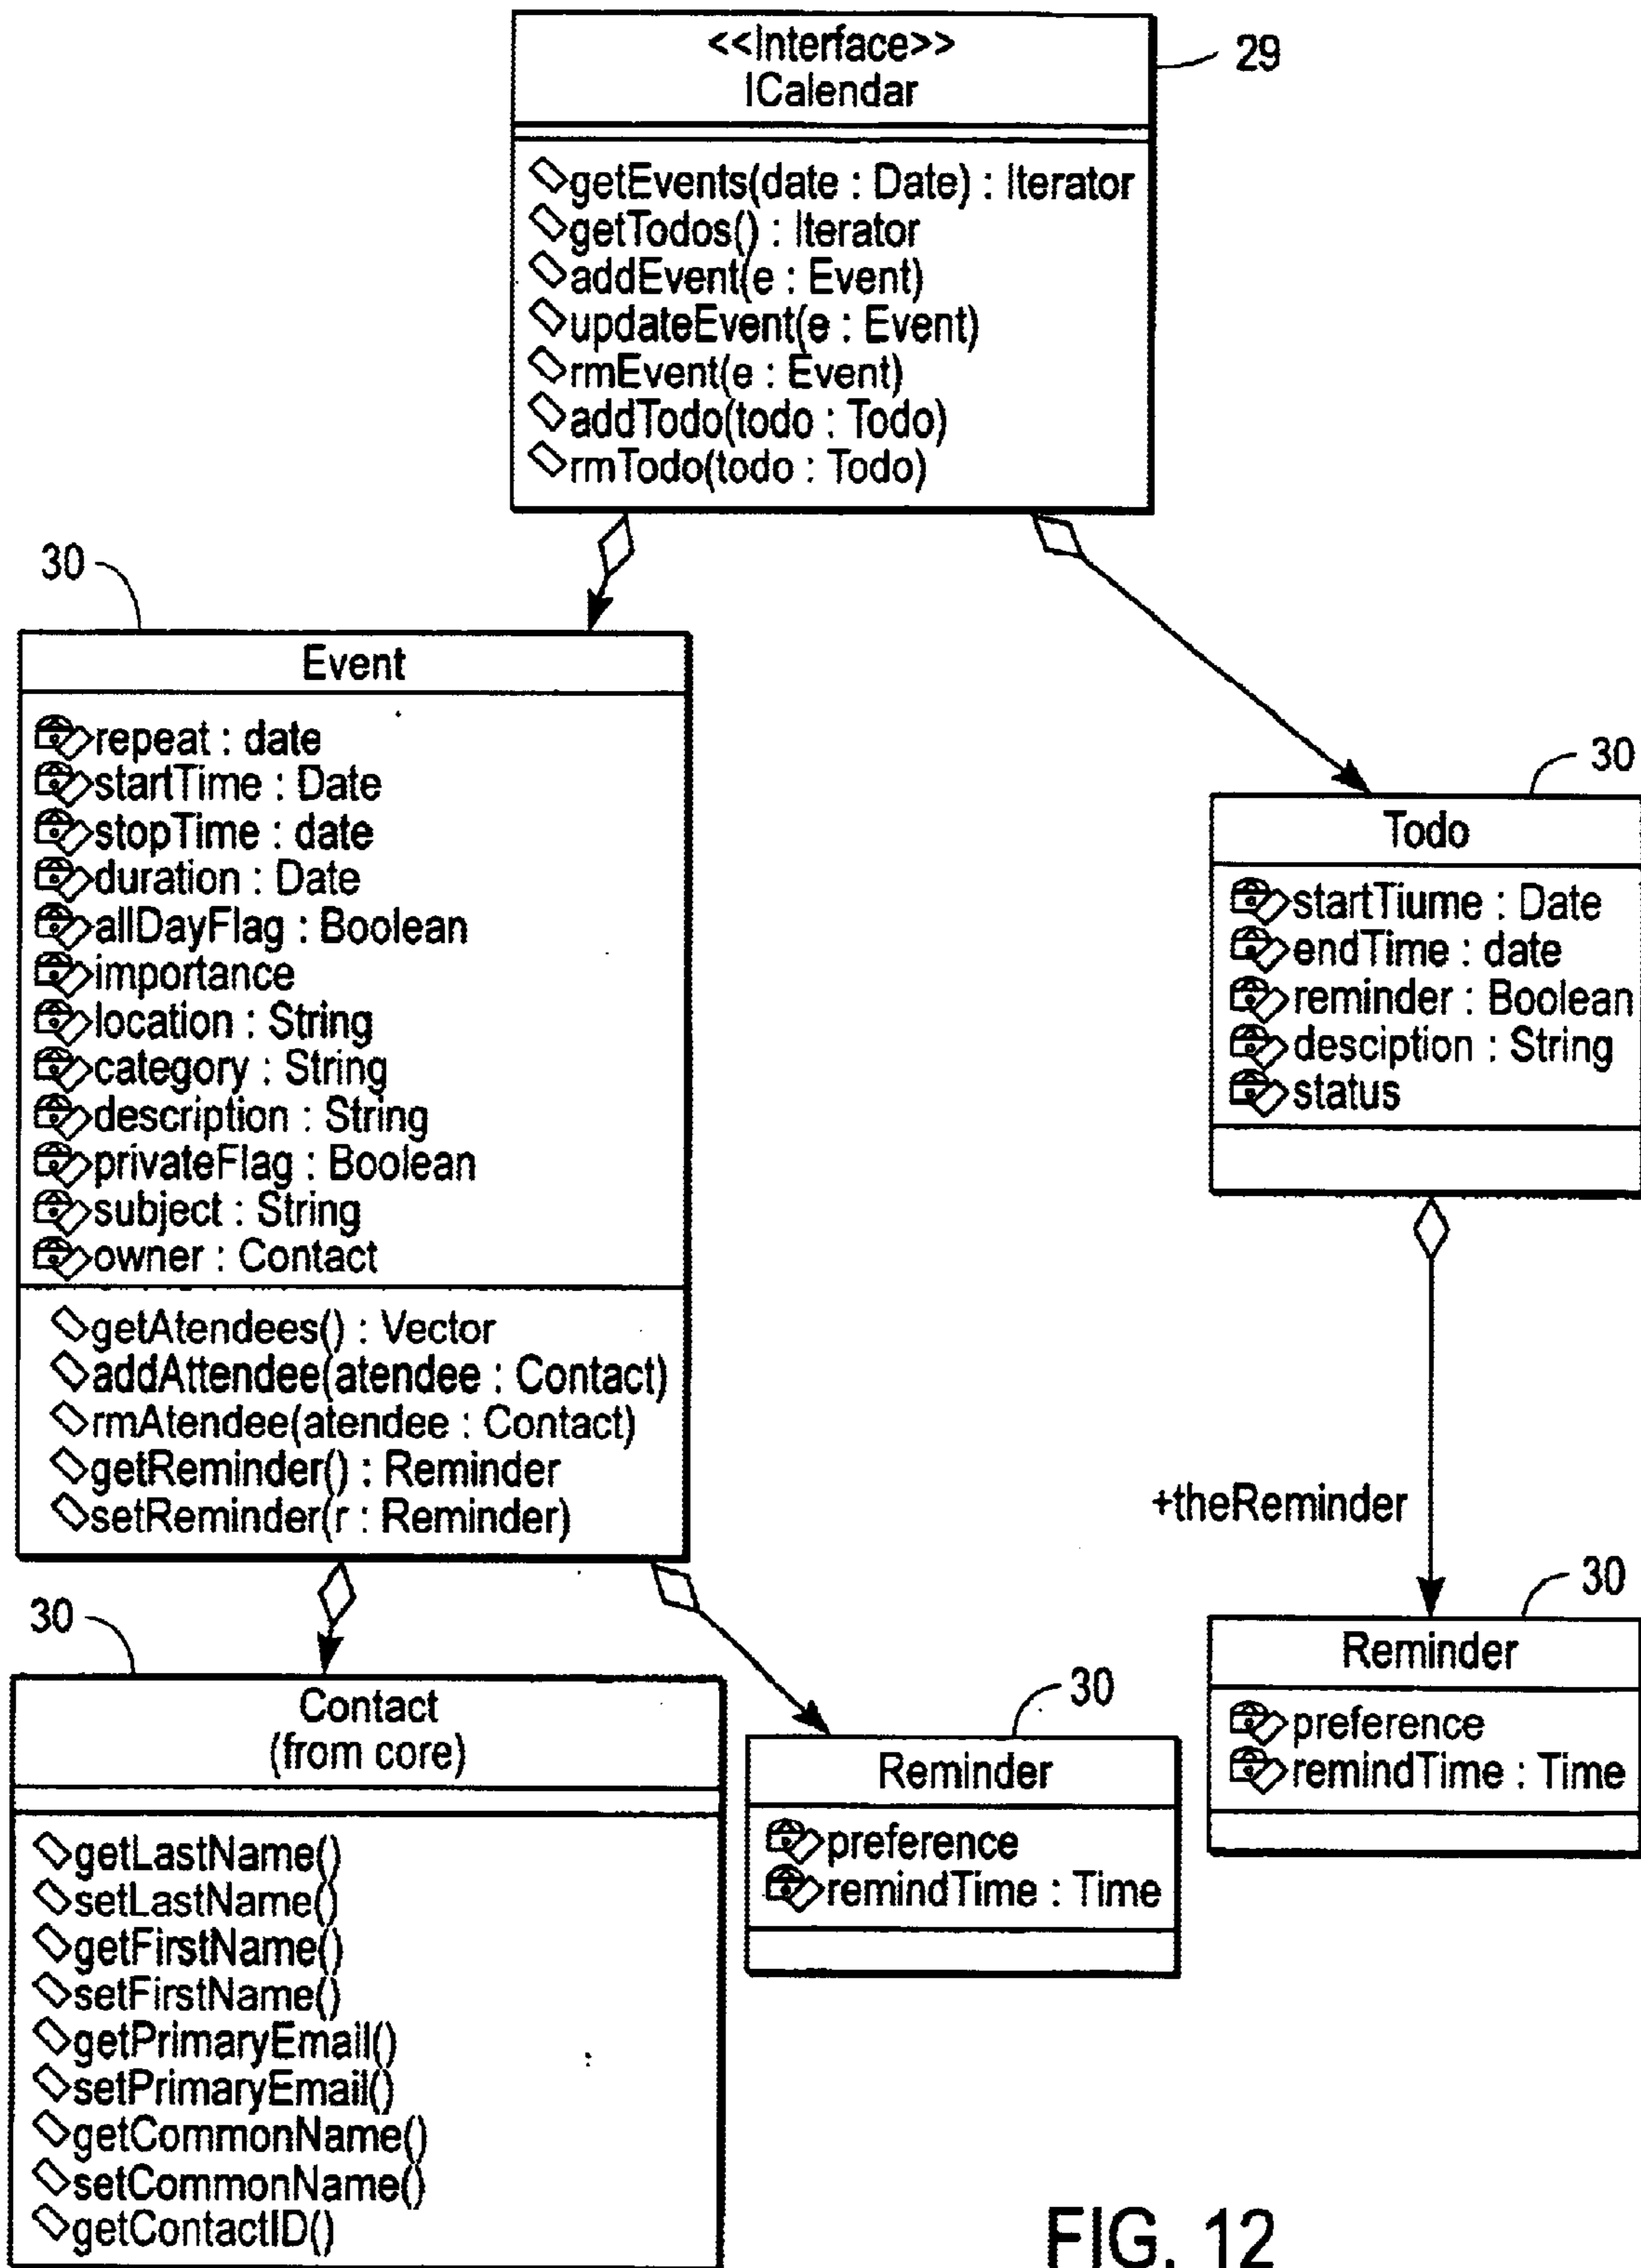 <<Interface>>
ICalendar
29
getEvents(date : Date) : Iterator
getTodos() : Iterator
addEvent(e : Event)
updateEvent(e : Event)
rmEvent(e : Event)
addTodo(todo : Todo)
rmTodo(todo : Todo)
30
Event
repeat : date
startTime : Date
stopTime : date
duration : Date
allDayFlag : Boolean
importance
location : String
category : String
description : String
privateFlag : Boolean
subject : String
owner : Contact
getAtendees() : Vector
addAttendee(atendee : Contact)
rmAtendee(atendee : Contact)
getReminder() : Reminder
setReminder(r : Reminder)
30
Todo
startTiume : Date
endTime : date
reminder : Boolean
desciption : String
status
+theReminder
30
Contact
(from core)
getLastName()
setLastName()
getFirstName()
setFirstName()
getPrimaryEmail()
setPrimaryEmail()
getCommonName()
setCommonName()
getContactID()
30
Reminder
preference
remindTime : Time
30
Reminder
preference
remindTime : Time
FIG. 12